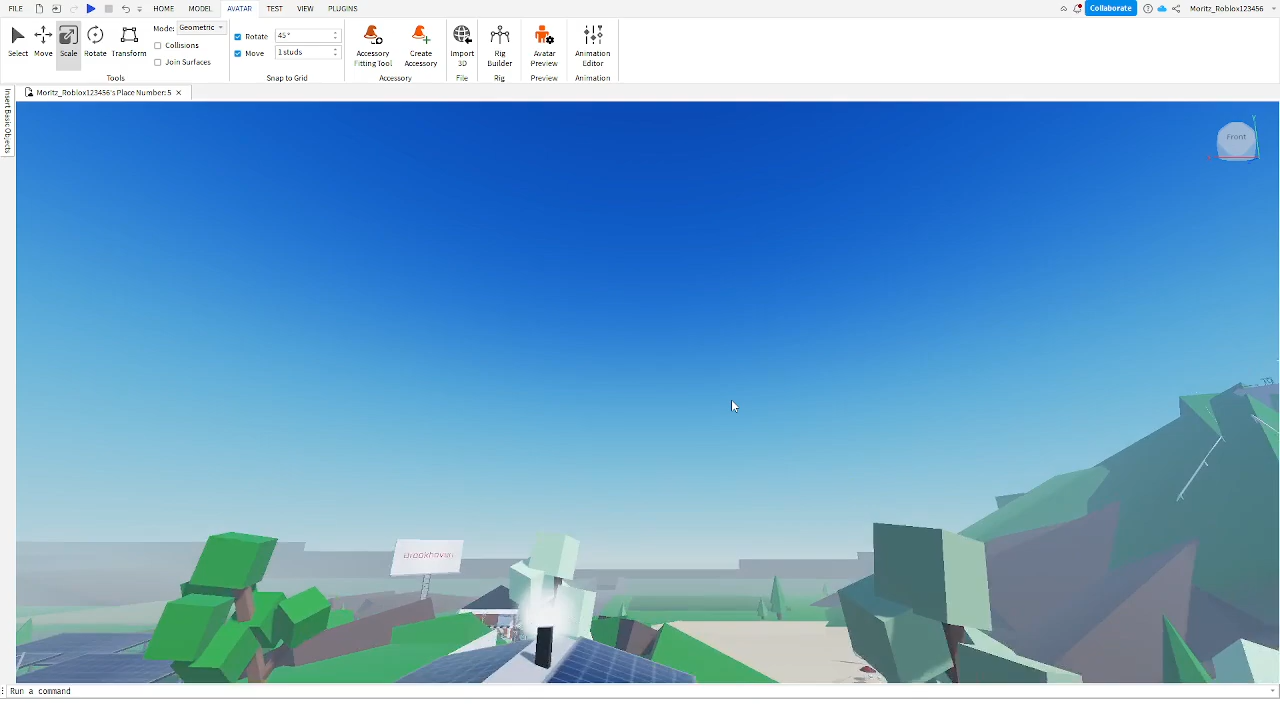 FILE HOME MODEL AVATAR TEST VIEW PLUGINS Collaborate Moritz_Roblox123456
Select Move Scale Rotate Transform
Mode: Geometric
Collisions
Join Surfaces
Tools
Rotate 45°
Move 1 studs
Snap to Grid
Accessory Fitting Tool
Create Accessory
Accessory
Import 3D
File
Rig Builder
Rig
Avatar Preview
Preview
Animation Editor
Animation
Insert Basic Objects
Moritz_Roblox123456's Place Number: 5
Front
Y
Brookhaven
Run a command